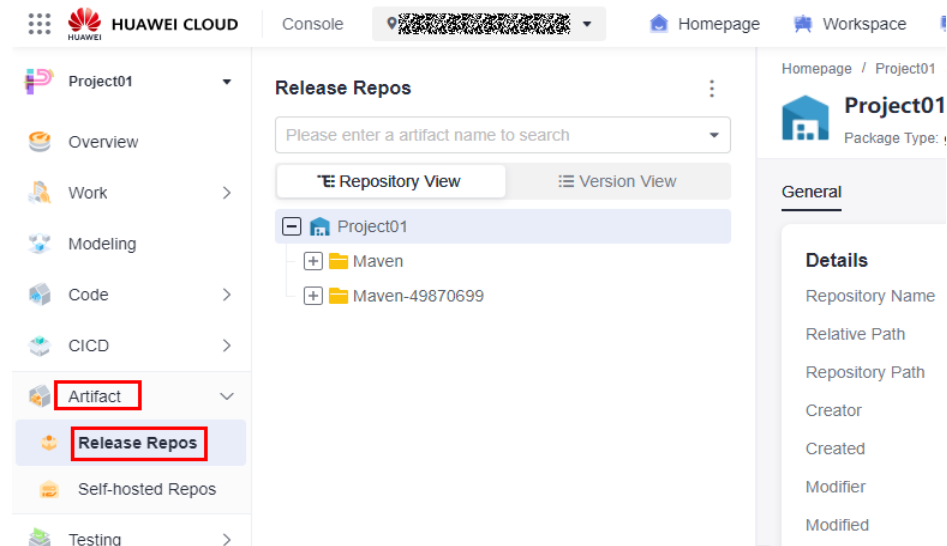 HUAWEI
HUAWEI CLOUD
Console
Homepage
Workspace
Project01
Overview
Work
Modeling
Code
CICD
Artifact
Release Repos
Self-hosted Repos
Testing
Release Repos
Please enter a artifact name to search
Repository View
Version View
Project01
Maven
Maven-49870699
Homepage / Project01
Project01
Package Type:
General
Details
Repository Name
Relative Path
Repository Path
Creator
Created
Modifier
Modified